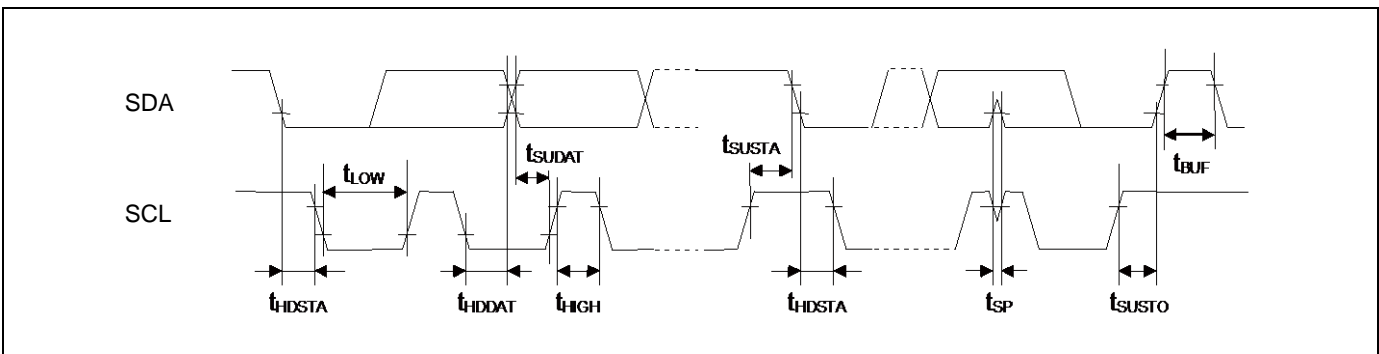 SDA
tSUDAT
tSUSTA
tBUF
tLOW
SCL
tHDSTA
tHDDAT
tHIGH
tHDSTA
tSP
tSUSTO